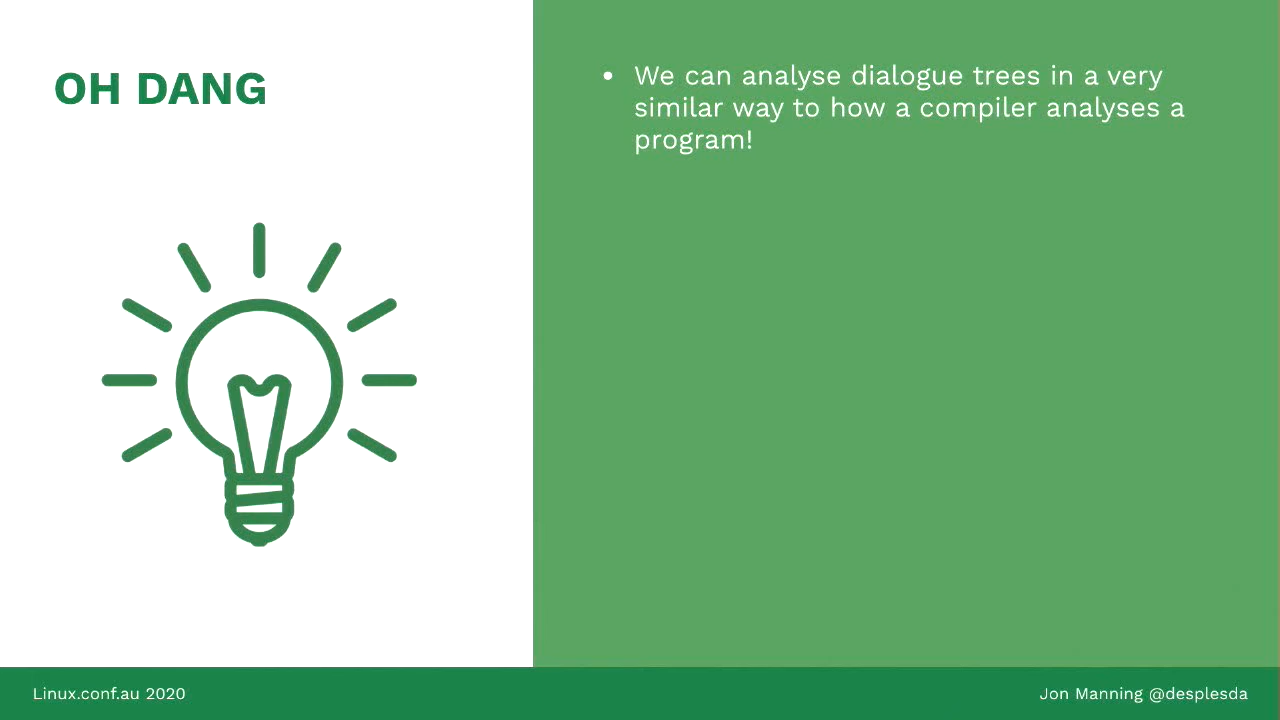 OH DANG
• We can analyse dialogue trees in a very
similar way to how a compiler analyses a
program!
Linux.conf.au 2020
Jon Manning @desplesda